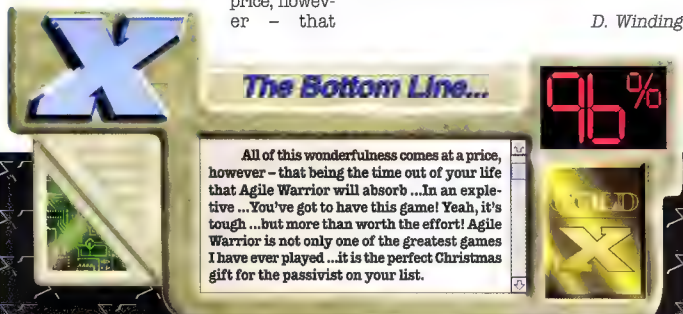 price, howev-
er – that
D. Winding
X
The Bottom Line...
96%
All of this wonderfulness comes at a price,
however – that being the time out of your life
that Agile Warrior will absorb ...In an exple-
tive ...You've got to have this game! Yeah, it's
tough ...but more than worth the effort! Agile
Warrior is not only one of the greatest games
I have ever played ...it is the perfect Christmas
gift for the passivist on your list.
GOLD
X